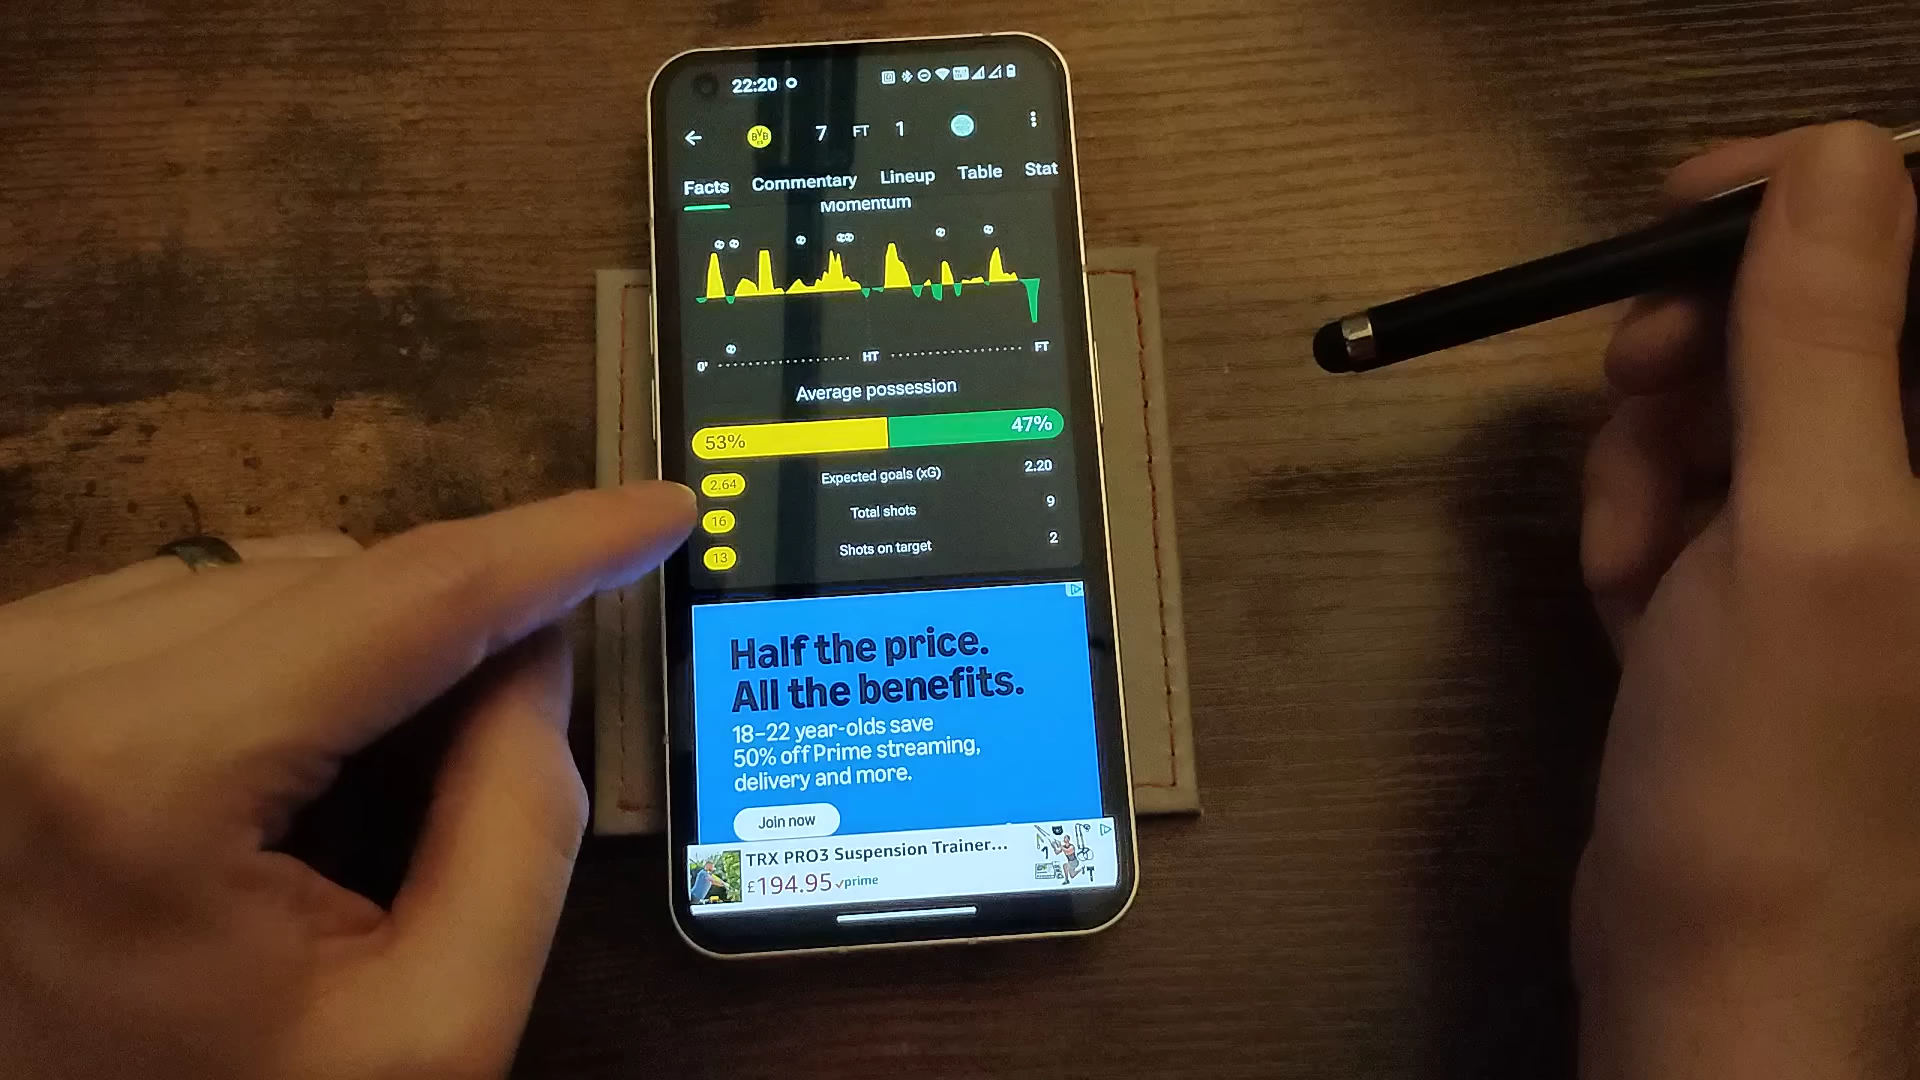 22:20
BVB 7 FT 1
Facts Commentary Lineup Table Stat
Momentum
0' HT FT
Average possession
53% 47%
2.64 Expected goals (xG) 2.20
16 Total shots 9
13 Shots on target 2
Half the price.
All the benefits.
18–22 year-olds save
50% off Prime streaming,
delivery and more.
Join now
TRX PRO3 Suspension Trainer...
£194.95 prime